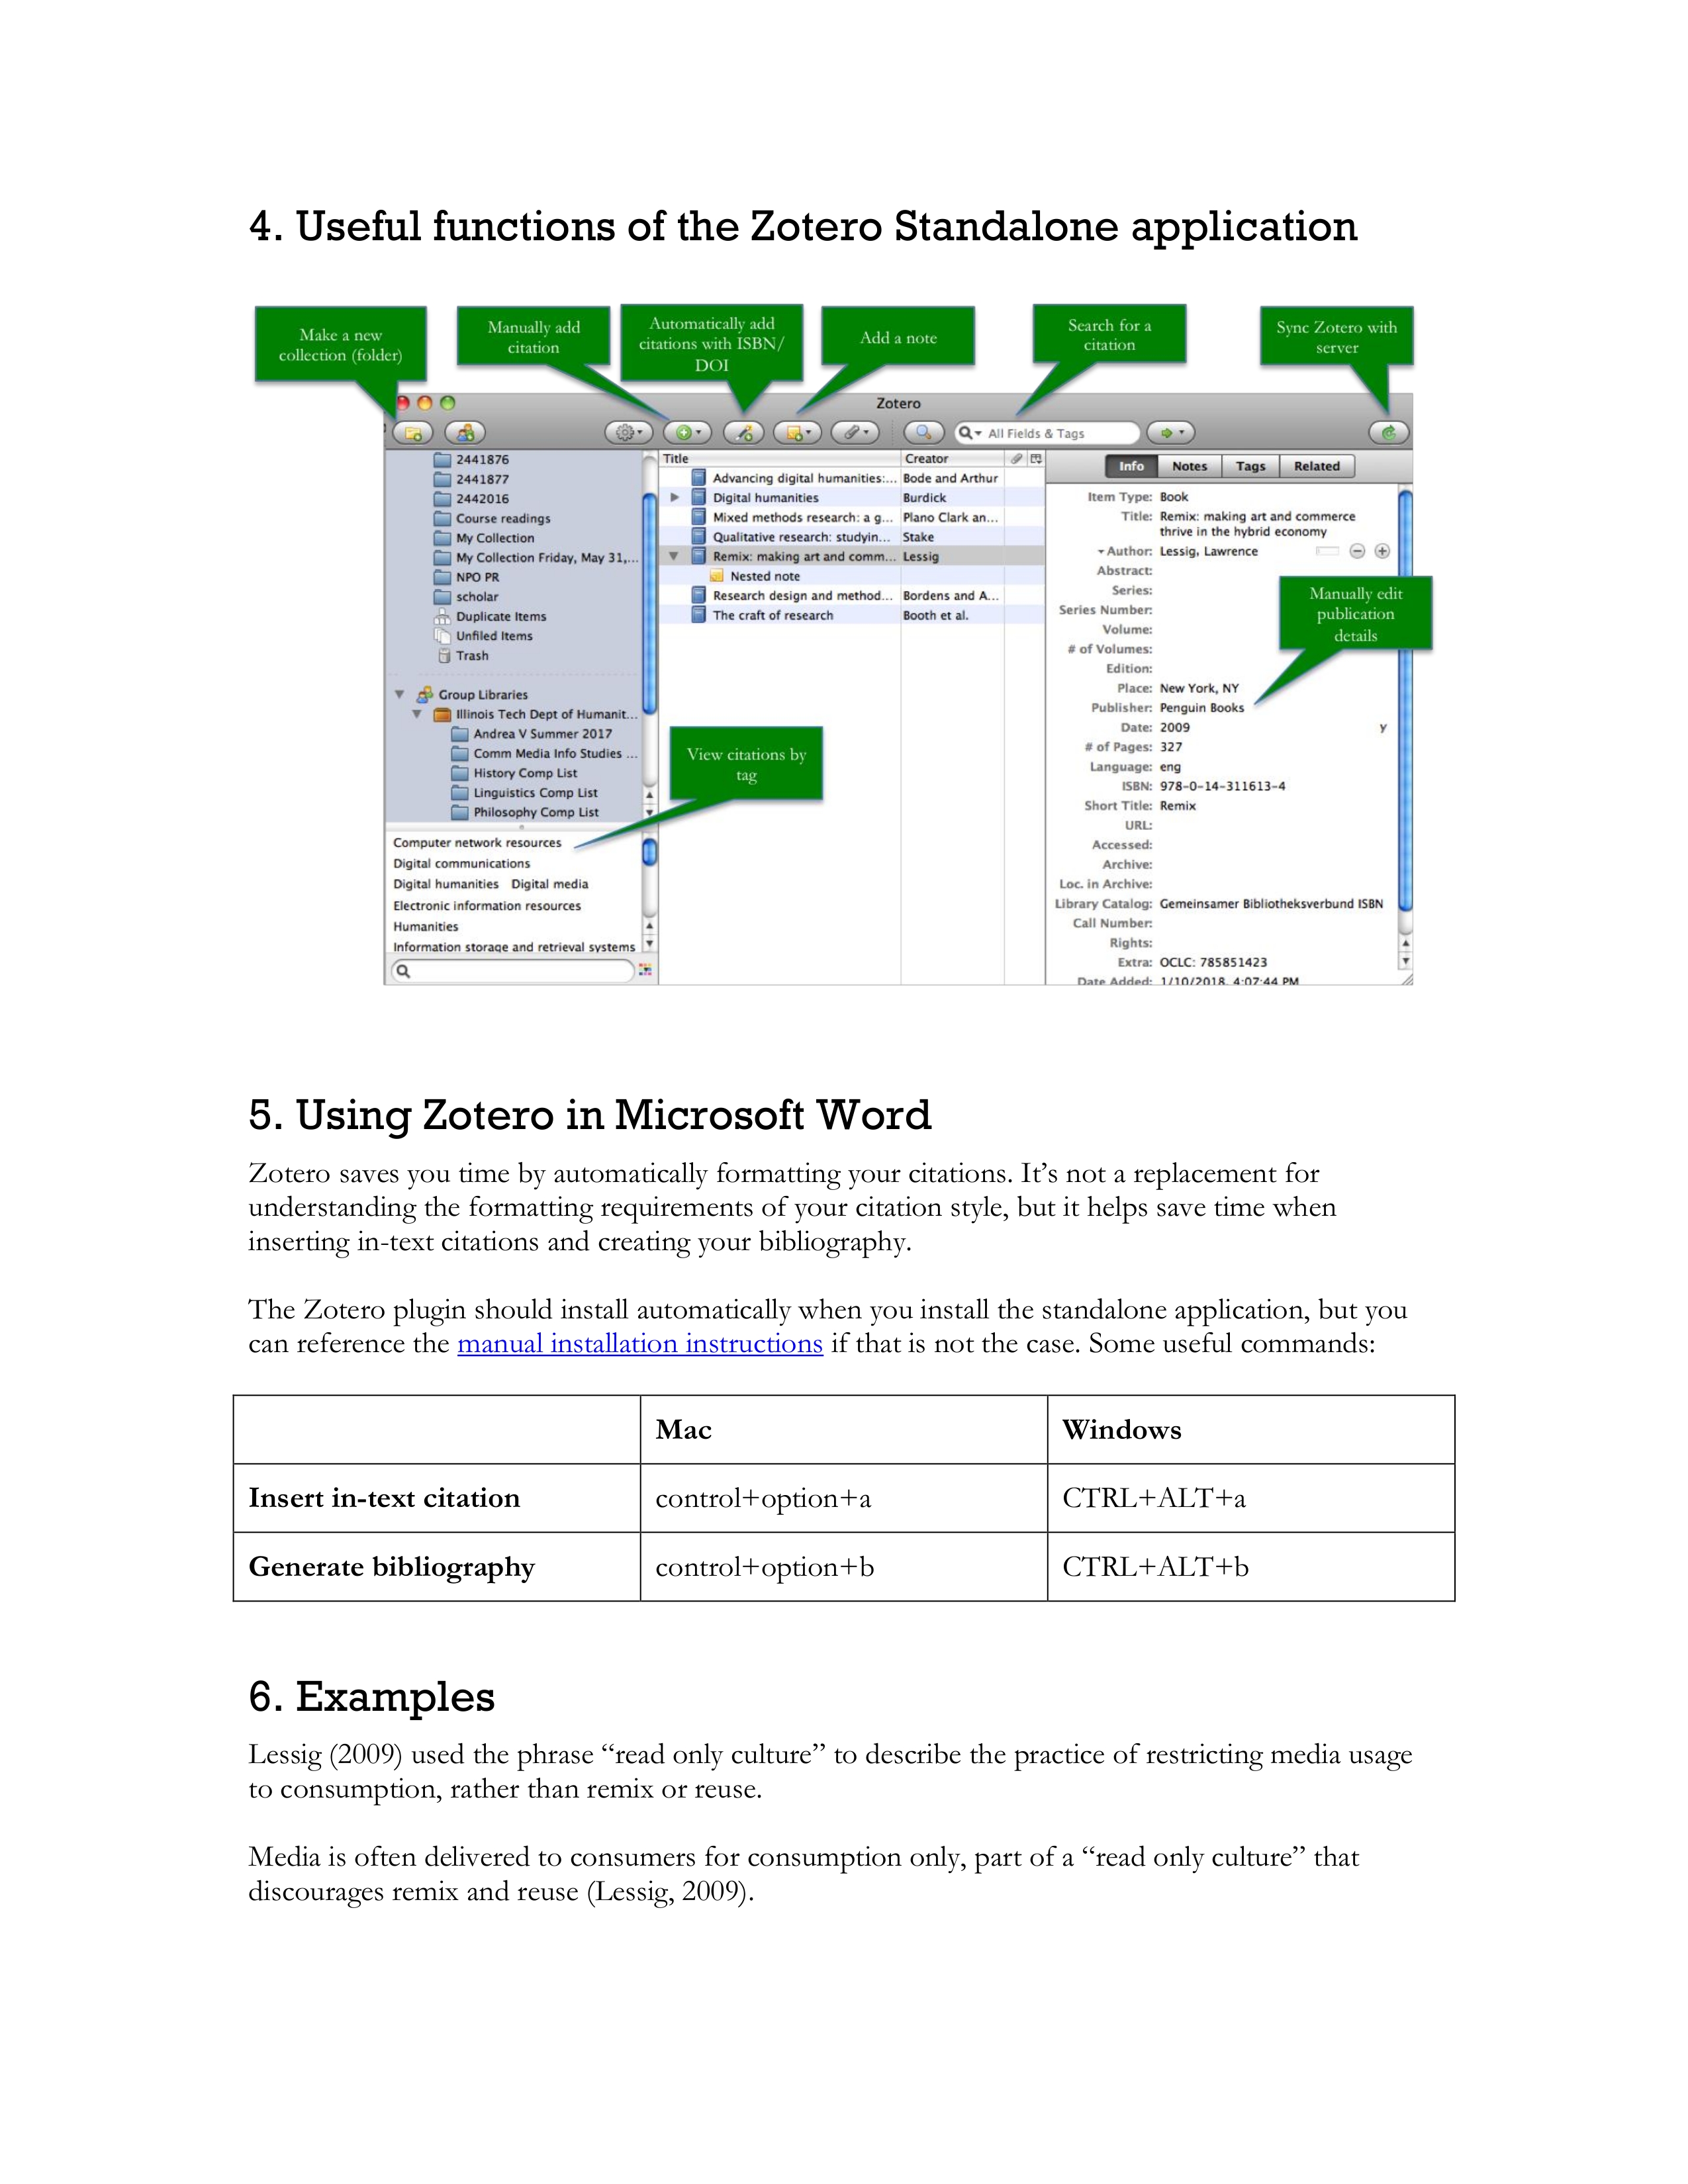 4. Useful functions of the Zotero Standalone application
Make a new
collection (folder)
Manually add
citation
Automatically add
citations with ISBN/
DOI
Add a note
Search for a
citation
Sync Zotero with
server
Zotero
All Fields & Tags
2441876
2441877
2442016
Course readings
My Collection
My Collection Friday, May 31,...
NPO PR
scholar
Duplicate Items
Unfiled Items
Trash
Group Libraries
Illinois Tech Dept of Humanit...
Andrea V Summer 2017
Comm Media Info Studies ...
History Comp List
Linguistics Comp List
Philosophy Comp List
View citations by
tag
Computer network resources
Digital communications
Digital humanities Digital media
Electronic information resources
Humanities
Information storage and retrieval systems
Title Creator
Advancing digital humanities:... Bode and Arthur
Digital humanities Burdick
Mixed methods research: a g... Plano Clark an...
Qualitative research: studyin... Stake
Remix: making art and comm... Lessig
Nested note
Research design and method... Bordens and A...
The craft of research Booth et al.
Info Notes Tags Related
Item Type: Book
Title: Remix: making art and commerce
thrive in the hybrid economy
Author: Lessig, Lawrence
Abstract:
Series:
Series Number:
Volume:
# of Volumes:
Edition:
Place: New York, NY
Publisher: Penguin Books
Date: 2009 y
# of Pages: 327
Language: eng
ISBN: 978-0-14-311613-4
Short Title: Remix
URL:
Accessed:
Archive:
Loc. in Archive:
Library Catalog: Gemeinsamer Bibliotheksverbund ISBN
Call Number:
Rights:
Extra: OCLC: 785851423
Date Added: 1/10/2018, 4:07:44 PM
Manually edit
publication
details
5. Using Zotero in Microsoft Word
Zotero saves you time by automatically formatting your citations. It’s not a replacement for
understanding the formatting requirements of your citation style, but it helps save time when
inserting in-text citations and creating your bibliography.
The Zotero plugin should install automatically when you install the standalone application, but you
can reference the manual installation instructions if that is not the case. Some useful commands:
Mac Windows
Insert in-text citation control+option+a CTRL+ALT+a
Generate bibliography control+option+b CTRL+ALT+b
6. Examples
Lessig (2009) used the phrase “read only culture” to describe the practice of restricting media usage
to consumption, rather than remix or reuse.
Media is often delivered to consumers for consumption only, part of a “read only culture” that
discourages remix and reuse (Lessig, 2009).